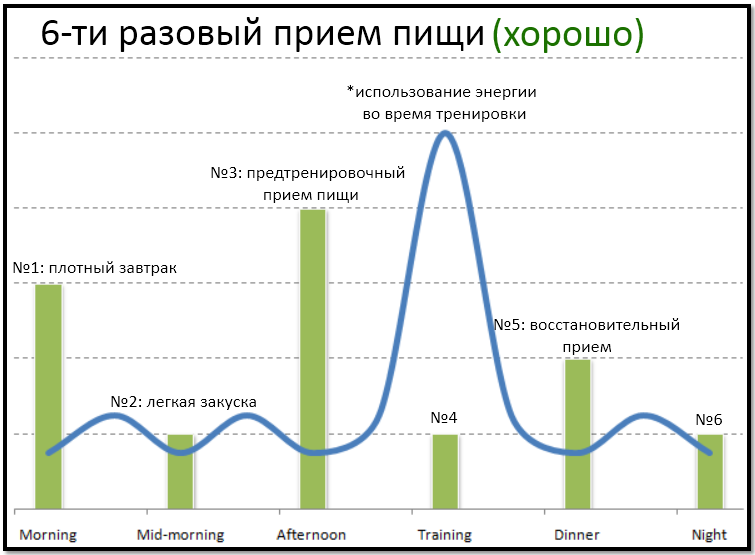 6-ти разовый прием пищи (хорошо)
*использование энергии
во время тренировки
№3: предтренировочный
прием пищи
№1: плотный завтрак
№5: восстановительный
прием
№2: легкая закуска
№4
№6
Morning
Mid-morning
Afternoon
Training
Dinner
Night